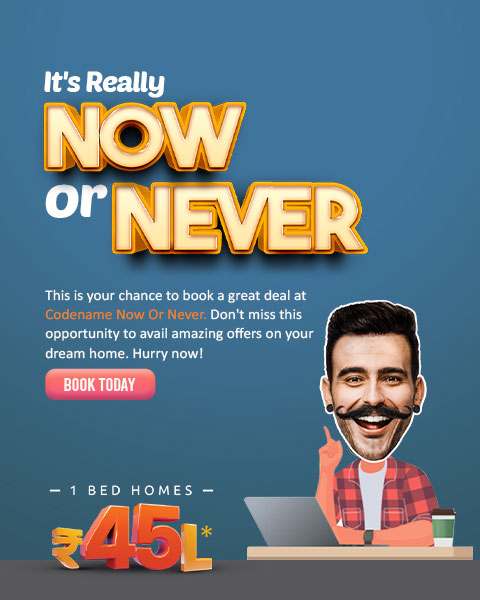 It's Really
NOW
or NEVER
This is your chance to book a great deal at
Codename Now Or Never. Don't miss this
opportunity to avail amazing offers on your
dream home. Hurry now!
BOOK TODAY
— 1 BED HOMES —
₹45L*